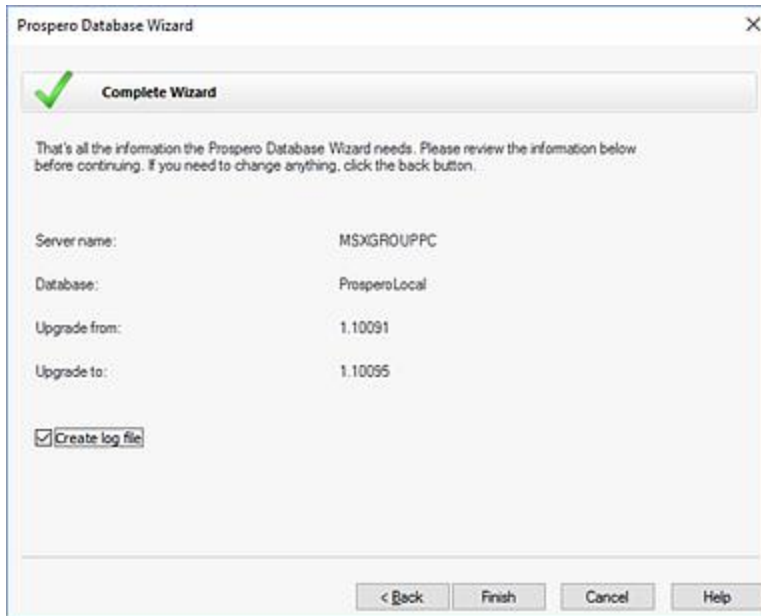 Prospero Database Wizard
Complete Wizard
That's all the information the Prospero Database Wizard needs. Please review the information below
before continuing. If you need to change anything, click the back button.
Server name: MSXGROUPPC
Database: ProsperoLocal
Upgrade from: 1.10091
Upgrade to: 1.10095
Create log file
< Back Finish Cancel Help